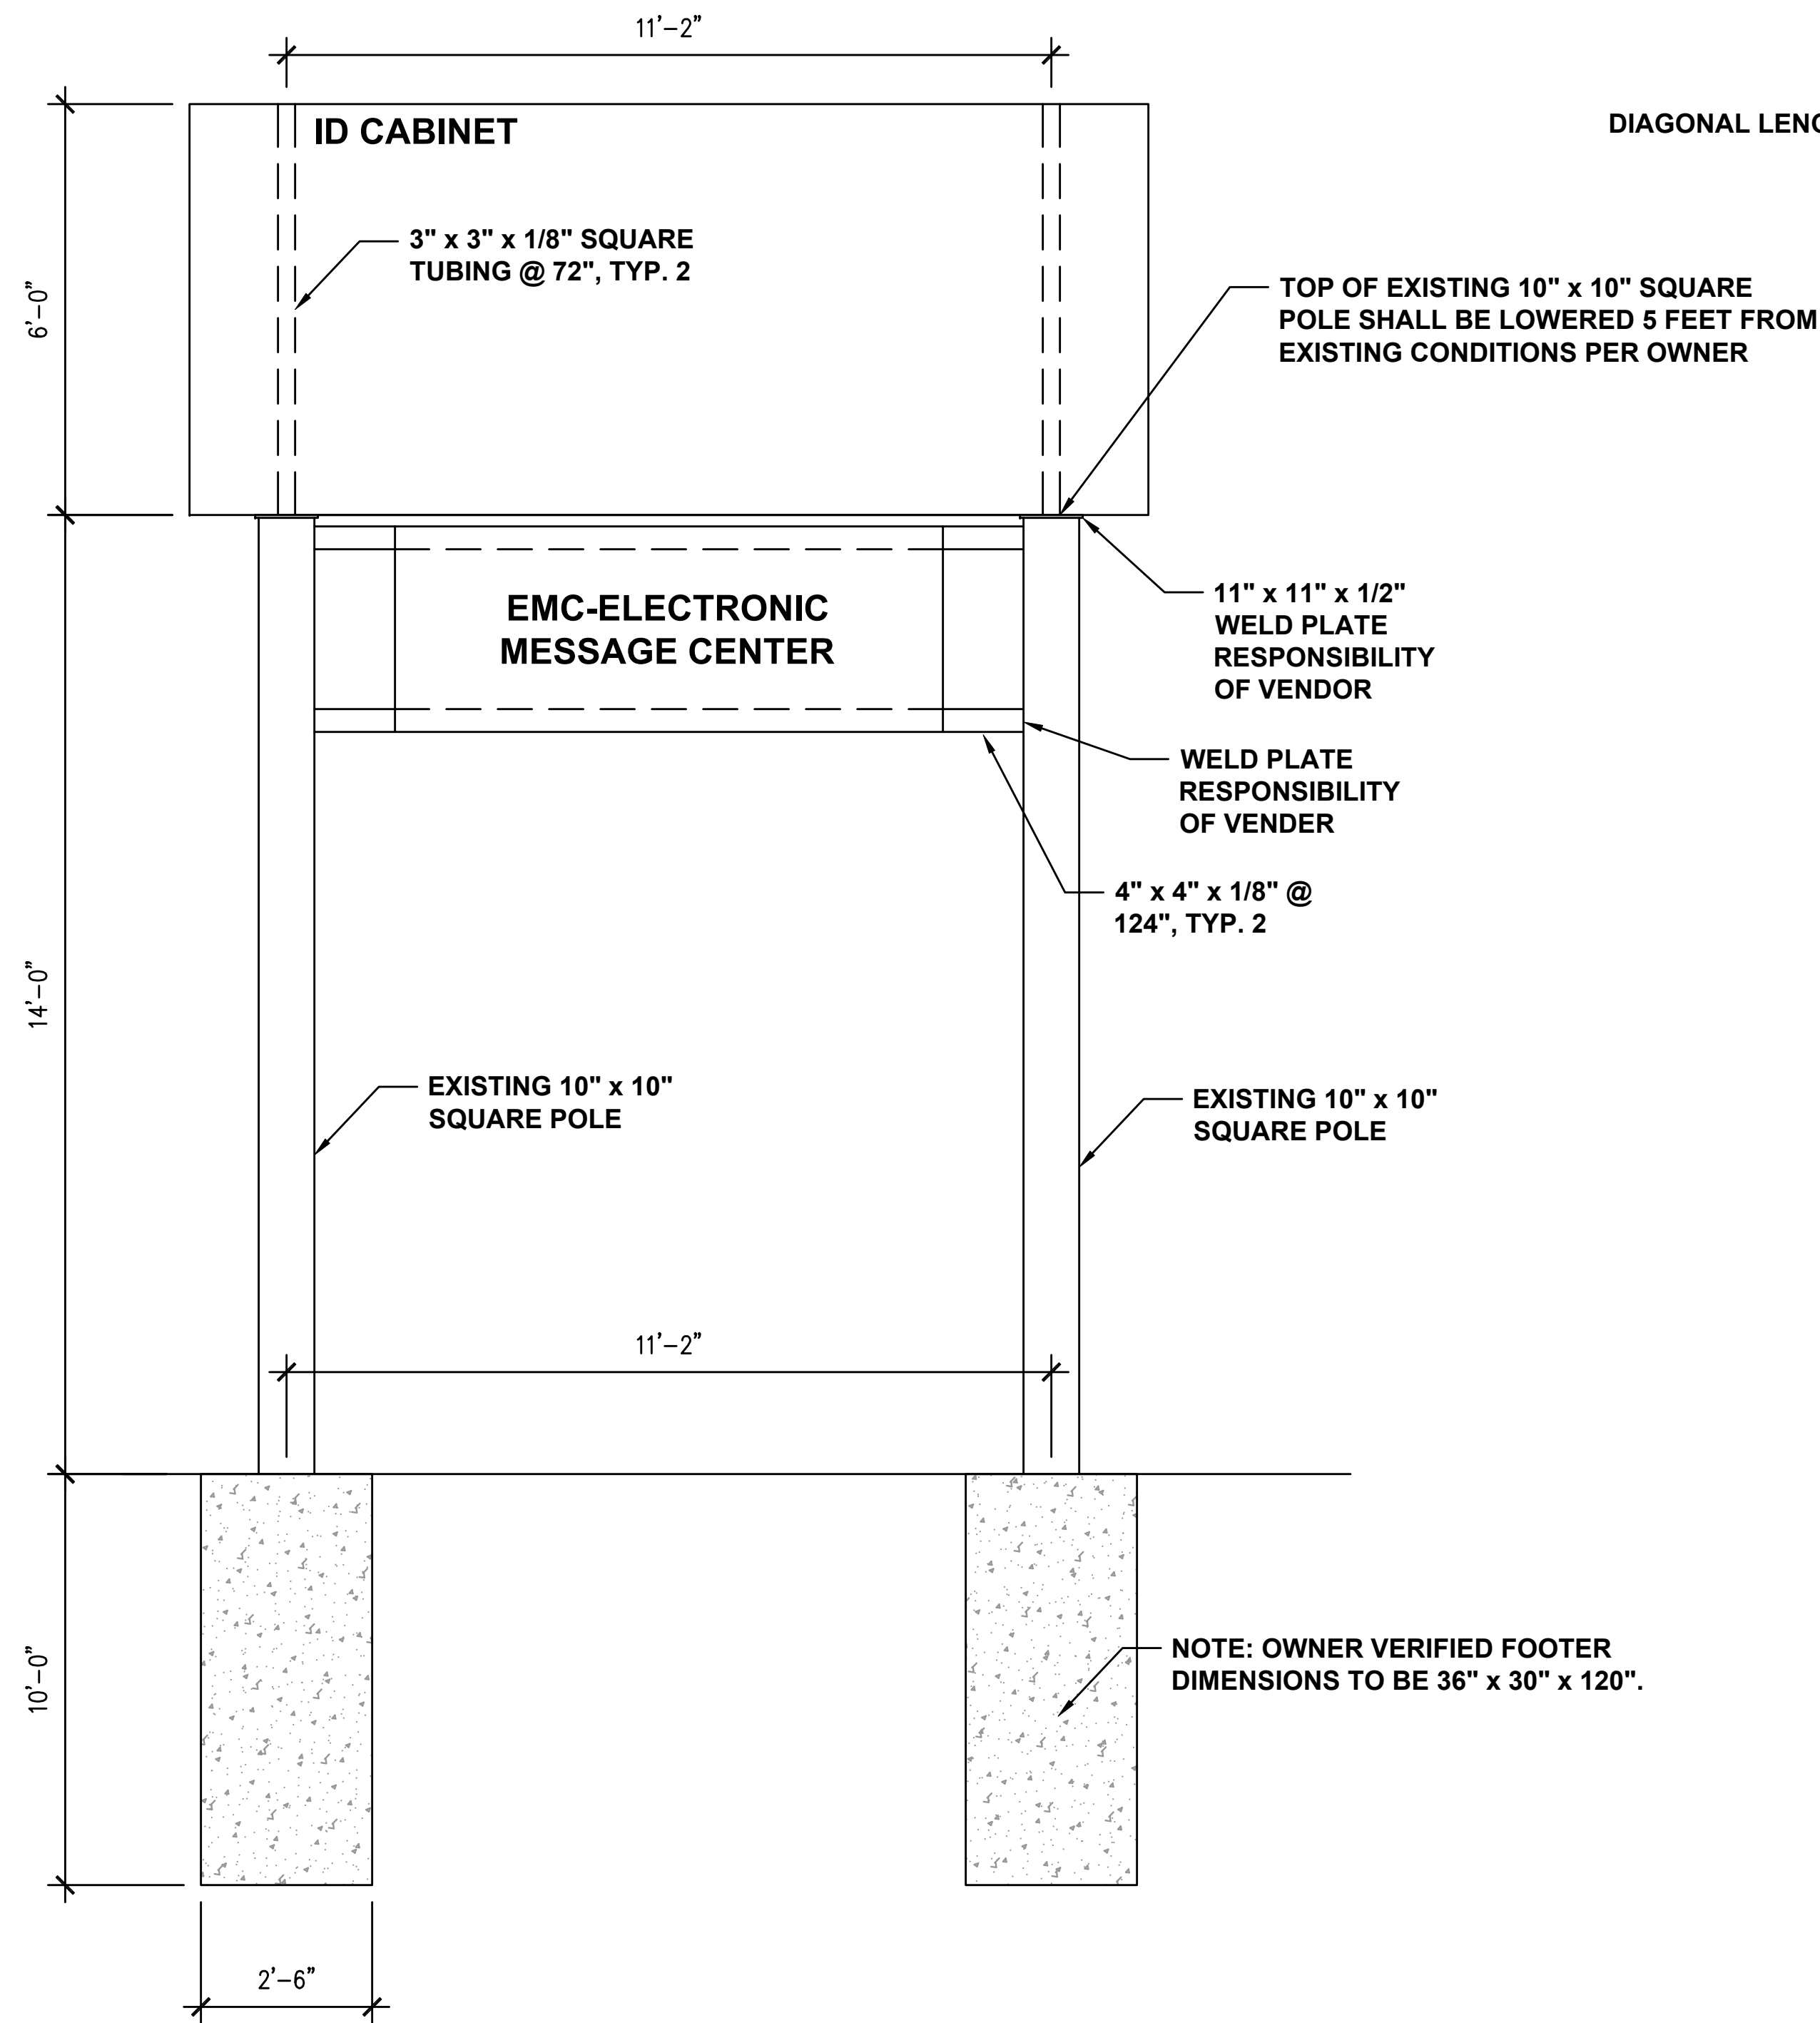 11'-2"
ID CABINET
DIAGONAL LENG
3" x 3" x 1/8" SQUARE
TUBING @ 72", TYP. 2
6'-0"
TOP OF EXISTING 10" x 10" SQUARE
POLE SHALL BE LOWERED 5 FEET FROM
EXISTING CONDITIONS PER OWNER
EMC-ELECTRONIC
MESSAGE CENTER
11" x 11" x 1/2"
WELD PLATE
RESPONSIBILITY
OF VENDOR
WELD PLATE
RESPONSIBILITY
OF VENDER
4" x 4" x 1/8" @
124", TYP. 2
14'-0"
EXISTING 10" x 10"
SQUARE POLE
EXISTING 10" x 10"
SQUARE POLE
11'-2"
10'-0"
NOTE: OWNER VERIFIED FOOTER
DIMENSIONS TO BE 36" x 30" x 120".
2'-6"